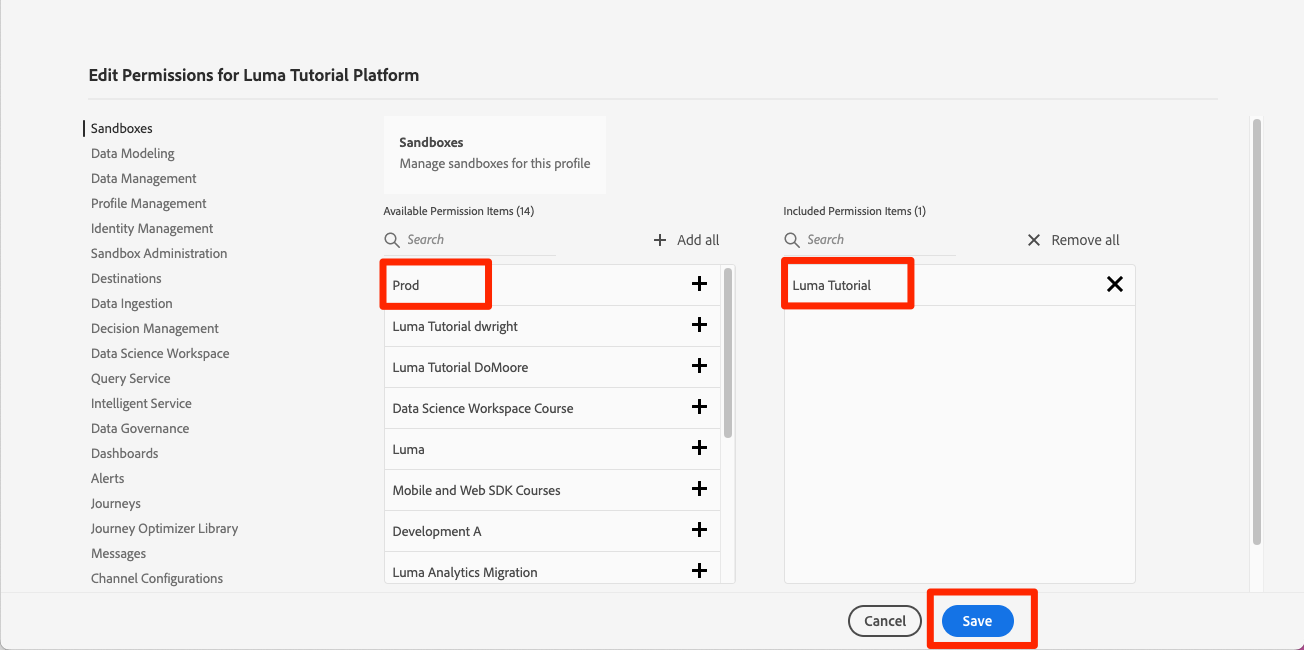 Edit Permissions for Luma Tutorial Platform
Sandboxes
Data Modeling
Data Management
Profile Management
Identity Management
Sandbox Administration
Destinations
Data Ingestion
Decision Management
Data Science Workspace
Query Service
Intelligent Service
Data Governance
Dashboards
Alerts
Journeys
Journey Optimizer Library
Messages
Channel Configurations
Sandboxes
Manage sandboxes for this profile
Available Permission Items (14)
Search
Add all
Prod
Luma Tutorial dwright
Luma Tutorial DoMoore
Data Science Workspace Course
Luma
Mobile and Web SDK Courses
Development A
Luma Analytics Migration
Included Permission Items (1)
Search
Remove all
Luma Tutorial
Cancel
Save